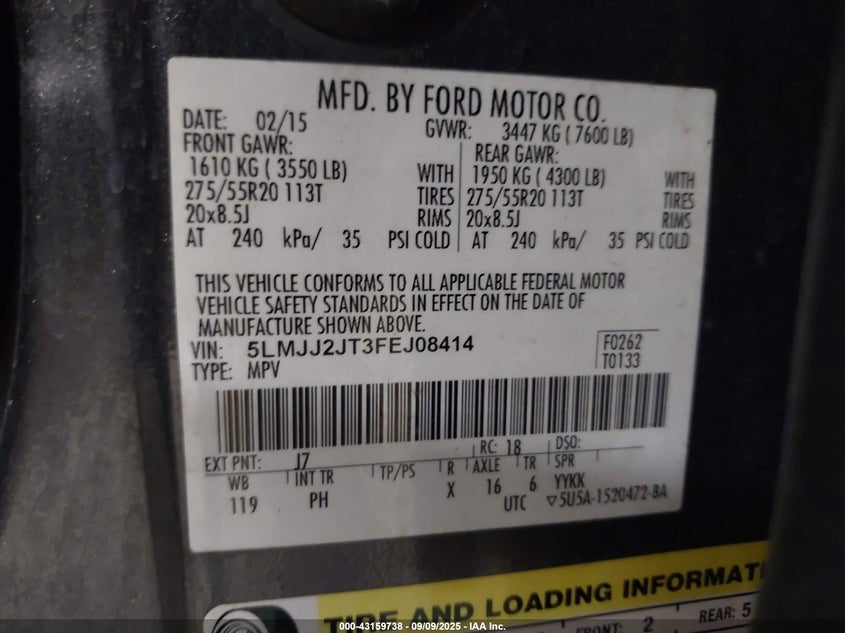 MFD. BY FORD MOTOR CO.
DATE: 02/15 GVWR: 3447 KG ( 7600 LB)
FRONT GAWR: REAR GAWR:
1610 KG ( 3550 LB) WITH 1950 KG ( 4300 LB) WITH
275/55R20 113T TIRES 275/55R20 113T TIRES
20x8.5J RIMS 20x8.5J RIMS
AT 240 kPa/ 35 PSI COLD AT 240 kPa/ 35 PSI COLD
THIS VEHICLE CONFORMS TO ALL APPLICABLE FEDERAL MOTOR
VEHICLE SAFETY STANDARDS IN EFFECT ON THE DATE OF
MANUFACTURE SHOWN ABOVE.
VIN: 5LMJJ2JT3FEJ08414 F0262
TYPE: MPV T0133
EXT PNT: J7 RC: 18 DSO:
WB INT TR TP/PS R AXLE TR SPR
119 PH X 16 6 YYKK
UTC ▽5U5A-1520472-BA
TIRE AND LOADING INFORMATI
FRONT: 2 REAR: 5
000-43159738 - 09/09/2025 - IAA Inc.